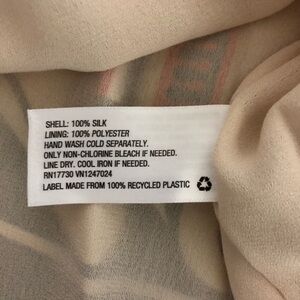 SHELL: 100% SILK
LINING: 100% POLYESTER
HAND WASH COLD SEPARATELY.
ONLY NON-CHLORINE BLEACH IF NEEDED.
LINE DRY. COOL IRON IF NEEDED.
RN17730 VN1247024
LABEL MADE FROM 100% RECYCLED PLASTIC